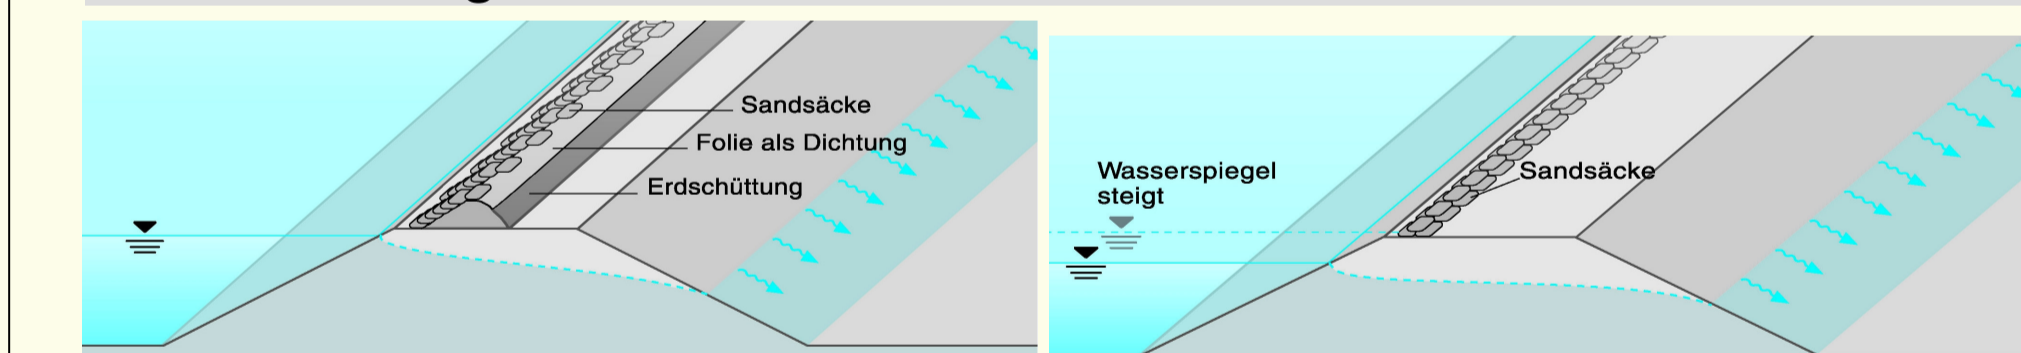 Sandsäcke
Folie als Dichtung
Erdschüttung
Wasserspiegel
steigt
Sandsäcke